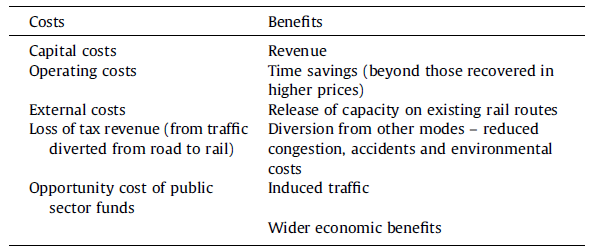 Costs Benefits
Capital costs Revenue
Operating costs Time savings (beyond those recovered in
higher prices)
External costs Release of capacity on existing rail routes
Loss of tax revenue (from traffic Diversion from other modes – reduced
diverted from road to rail) congestion, accidents and environmental
costs
Opportunity cost of public Induced traffic
sector funds
Wider economic benefits